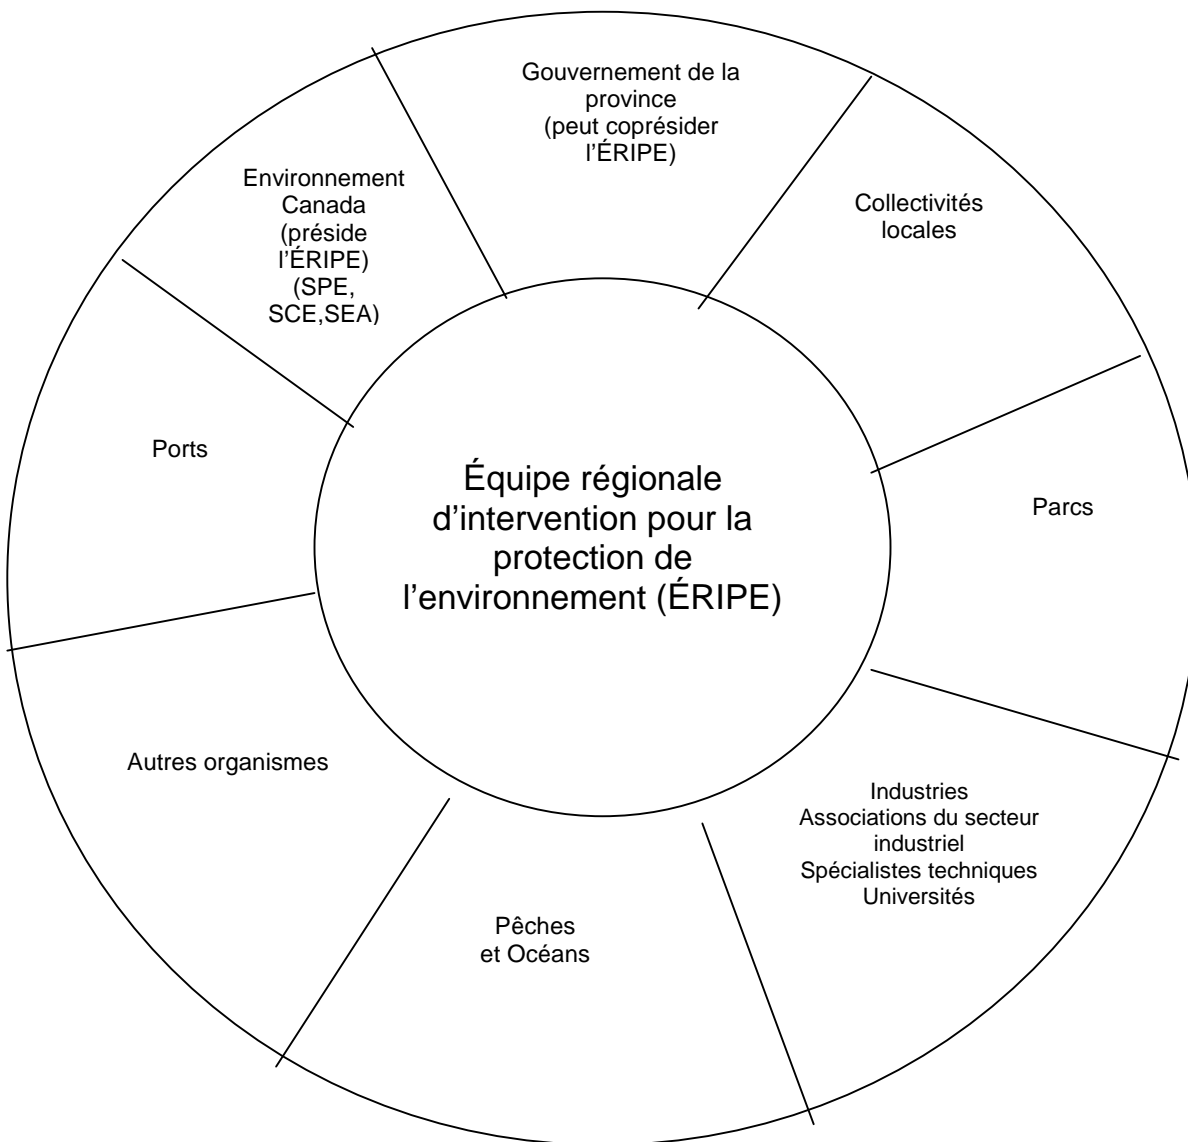 Gouvernement de la
province
(peut coprésider
l'ÉRIPE)
Environnement
Canada
(préside
l'ÉRIPE)
(SPE,
SCE,SEA)
Collectivités
locales
Ports
Équipe régionale
d'intervention pour la
protection de
l'environnement (ÉRIPE)
Parcs
Autres organismes
Industries
Associations du secteur
industriel
Spécialistes techniques
Universités
Pêches
et Océans